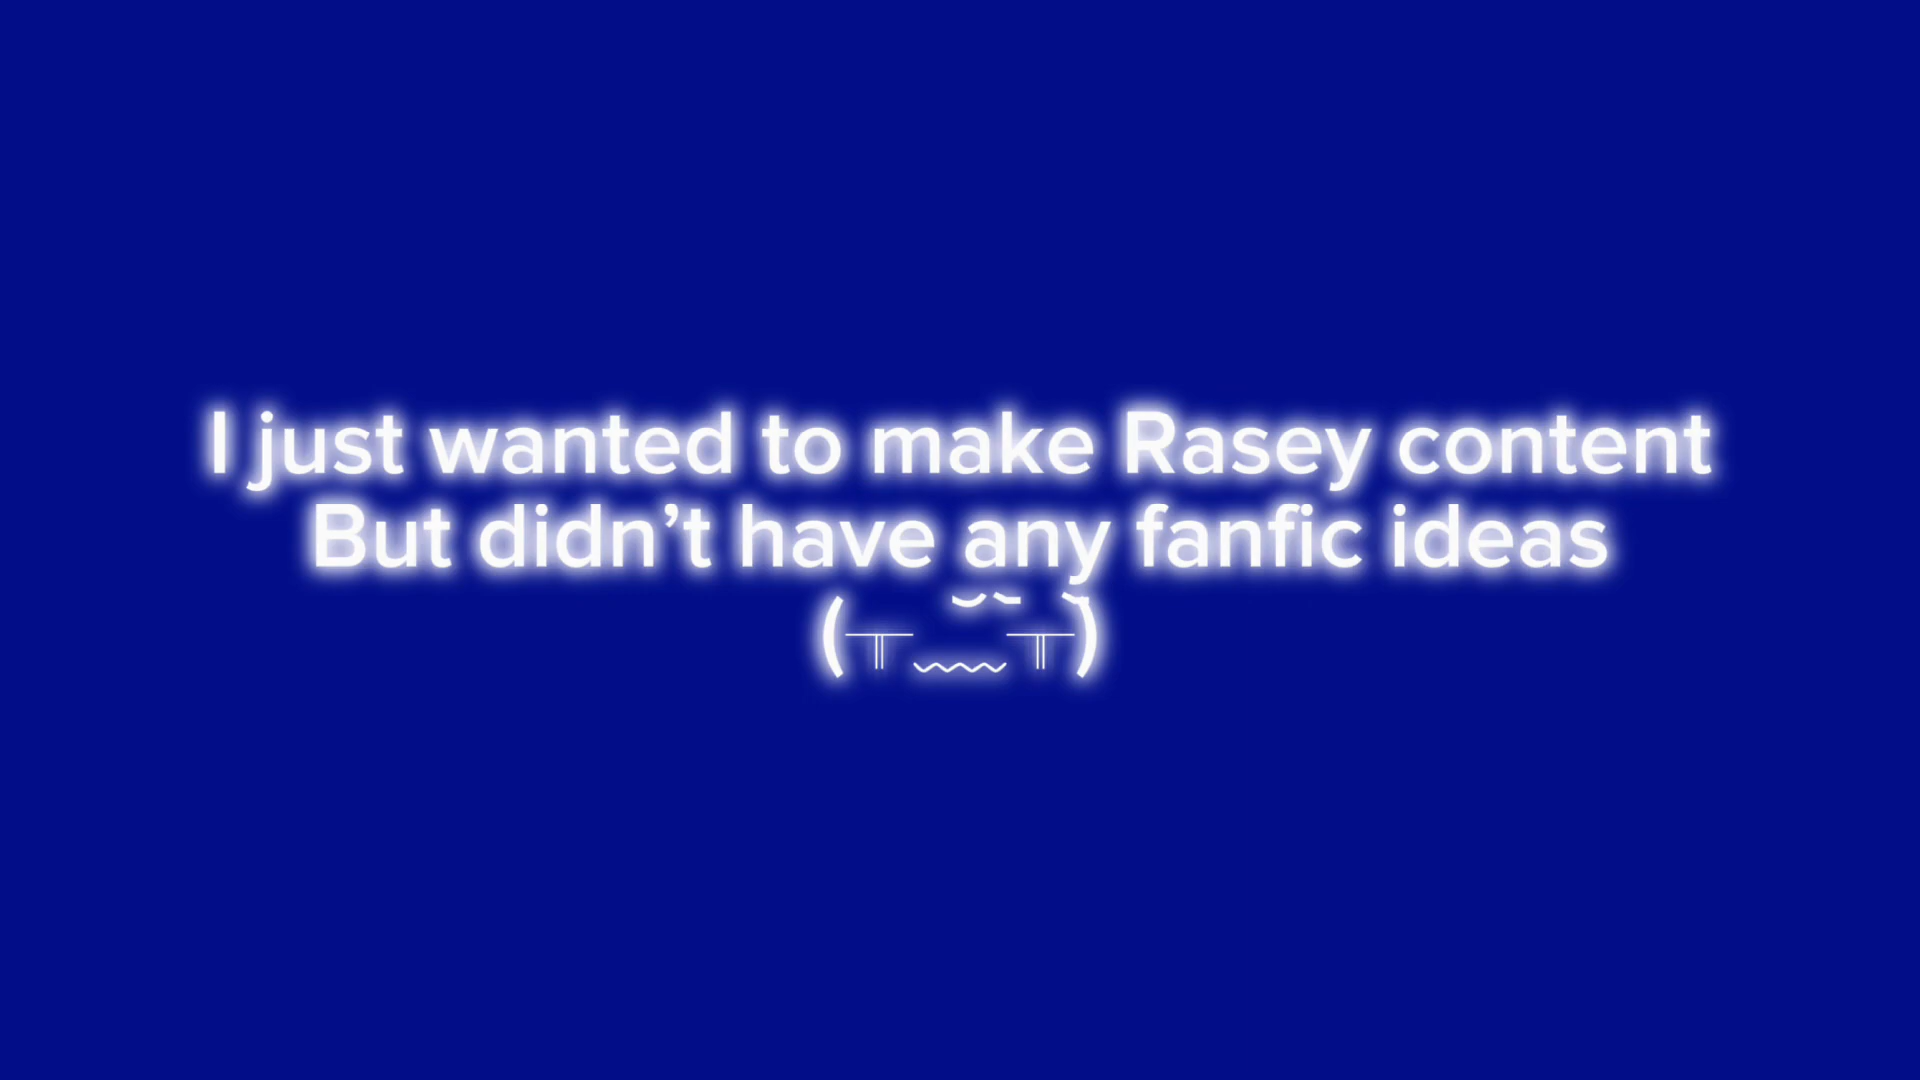 I just wanted to make Rasey content
But didn’t have any fanfic ideas
(╥﹏╥)